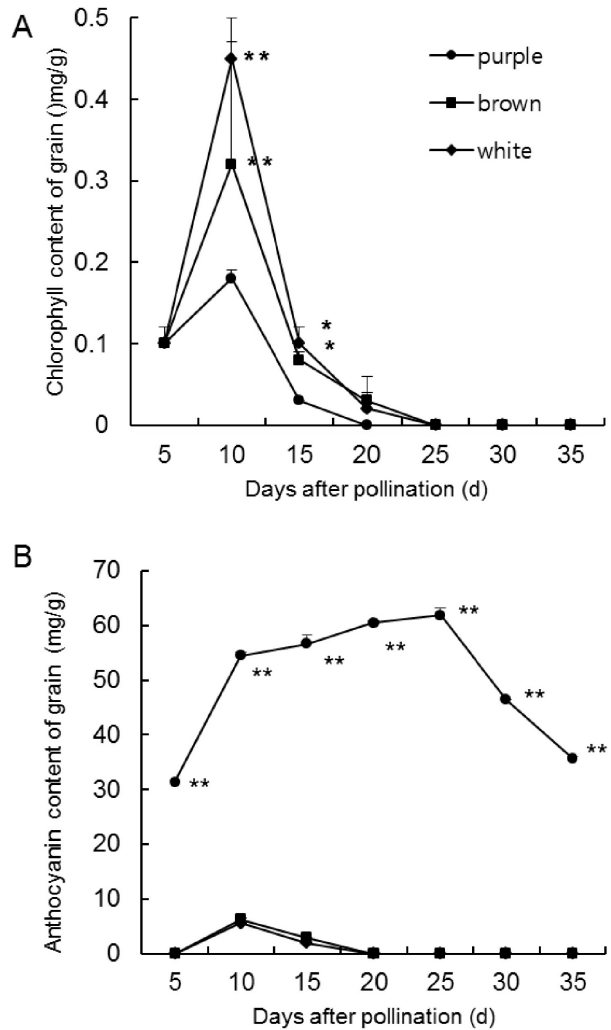 A
Chlorophyll content of grain ()mg/g)
0.5
0.4
0.3
0.2
0.1
0
**
**
*
*
purple
brown
white
5 10 15 20 25 30 35
Days after pollination (d)
B
Anthocyanin content of grain (mg/g)
70
60
50
40
30
20
10
0
**
**
**
**
**
**
**
5 10 15 20 25 30 35
Days after pollination (d)